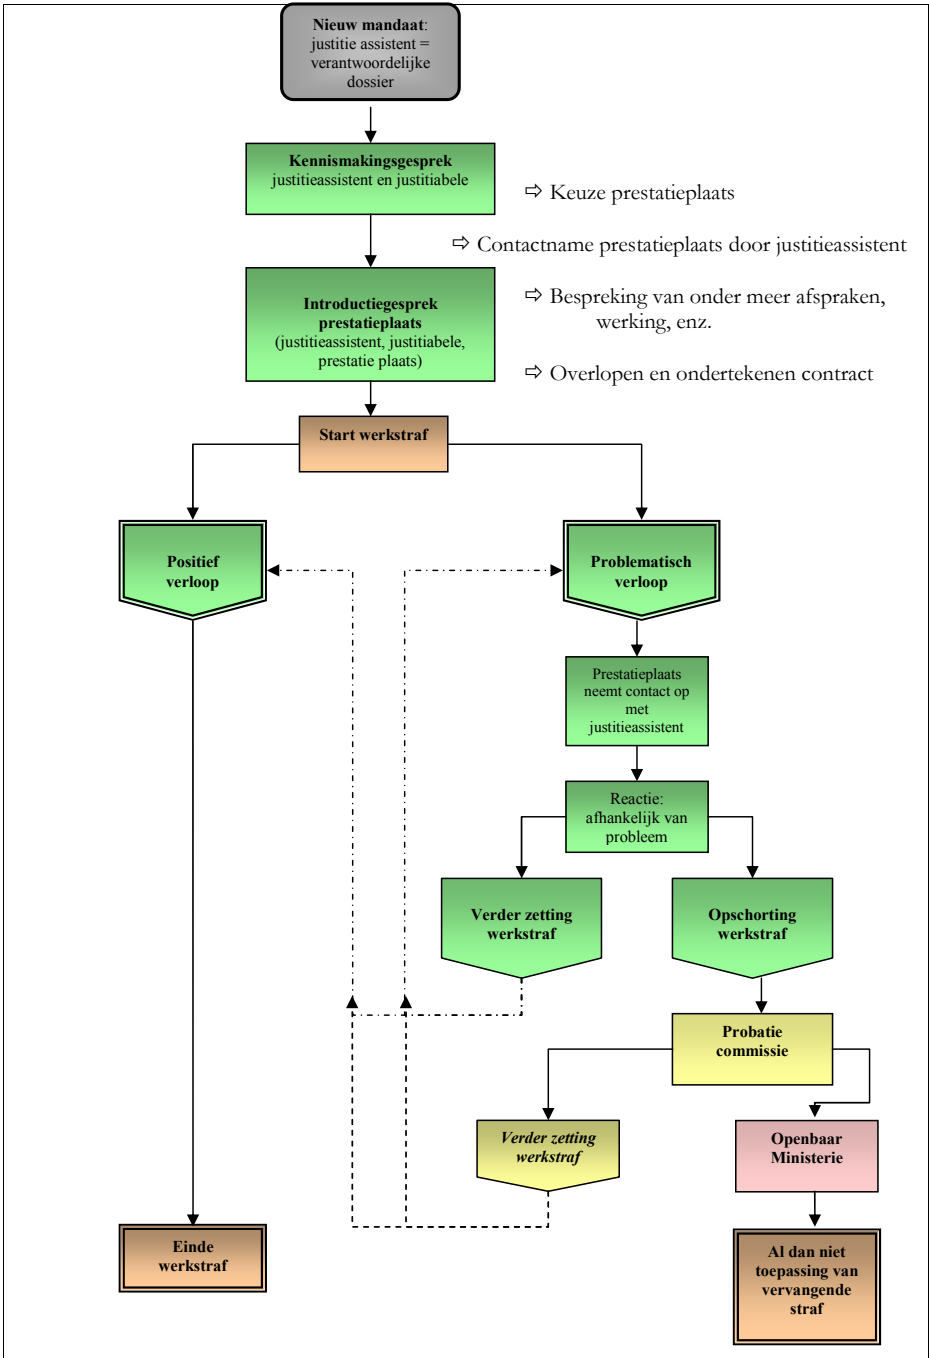 Nieuw mandaat:
justitie assistent =
verantwoordelijke
dossier
Kennismakingsgesprek
justitieassistent en justitiabele
⇨ Keuze prestatieplaats
⇨ Contactname prestatieplaats door justitieassistent
Introductiegesprek
prestatieplaats
(justitieassistent, justitiabele,
prestatie plaats)
⇨ Bespreking van onder meer afspraken,
werking, enz.
⇨ Overlopen en ondertekenen contract
Start werkstraf
Positief
verloop
Problematisch
verloop
Prestatieplaats
neemt contact op
met
justitieassistent
Reactie:
afhankelijk van
probleem
Verder zetting
werkstraf
Opschorting
werkstraf
Probatie
commissie
Verder zetting
werkstraf
Openbaar
Ministerie
Einde
werkstraf
Al dan niet
toepassing van
vervangende
straf